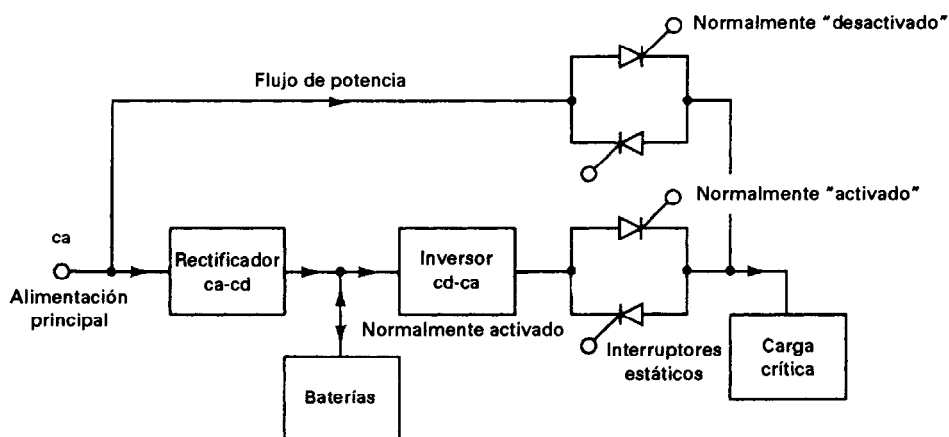 Normalmente "desactivado"
Flujo de potencia
Normalmente "activado"
ca
Alimentación
principal
Rectificador
ca-cd
Inversor
cd-ca
Normalmente activado
Interruptores
estáticos
Carga
crítica
Baterías